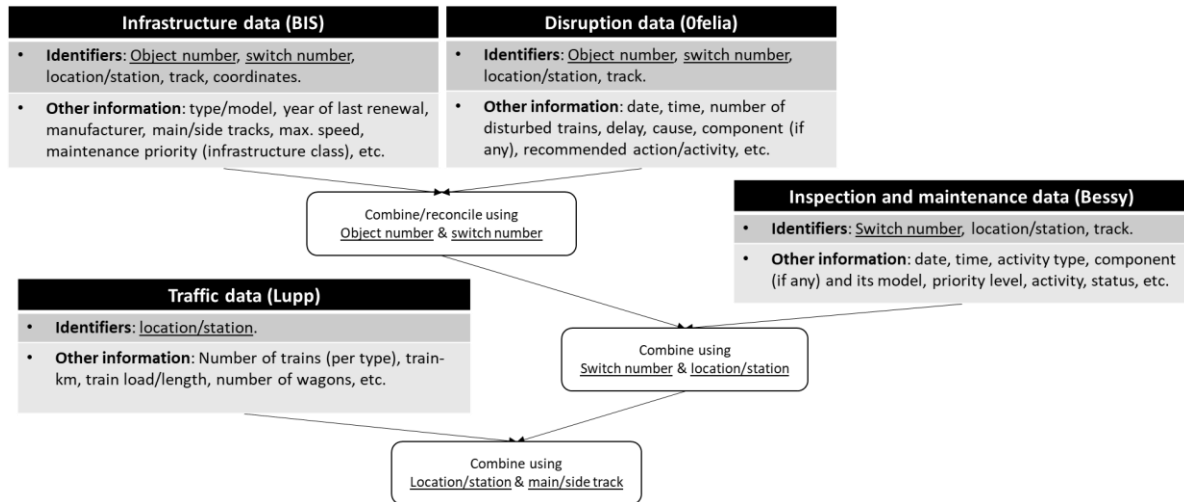 Infrastructure data (BIS)
• Identifiers: Object number, switch number,
location/station, track, coordinates.
• Other information: type/model, year of last renewal,
manufacturer, main/side tracks, max. speed,
maintenance priority (infrastructure class), etc.
Disruption data (0felia)
• Identifiers: Object number, switch number,
location/station, track.
• Other information: date, time, number of
disturbed trains, delay, cause, component (if
any), recommended action/activity, etc.
Combine/reconcile using
Object number & switch number
Inspection and maintenance data (Bessy)
• Identifiers: Switch number, location/station, track.
• Other information: date, time, activity type, component
(if any) and its model, priority level, activity, status, etc.
Traffic data (Lupp)
• Identifiers: location/station.
• Other information: Number of trains (per type), train-
km, train load/length, number of wagons, etc.
Combine using
Switch number & location/station
Combine using
Location/station & main/side track